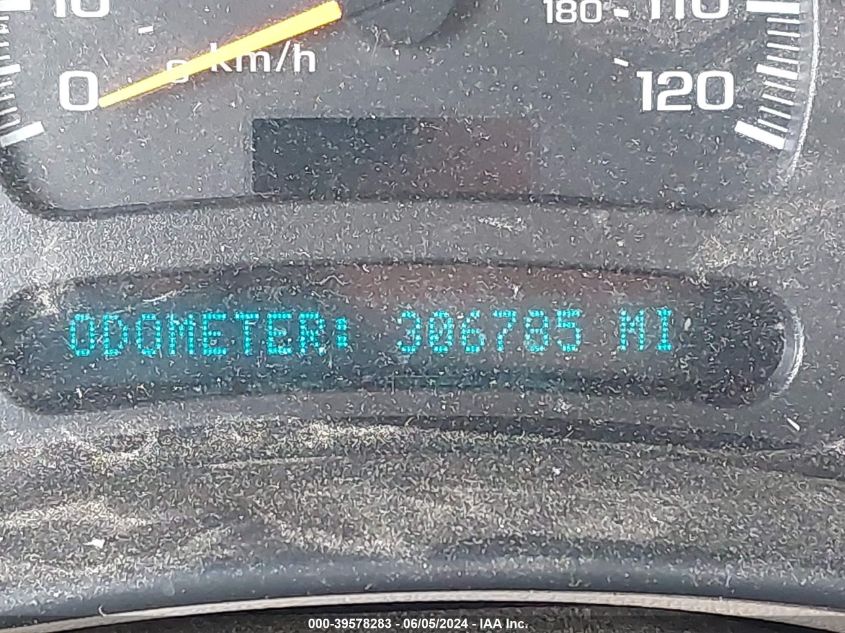 10 180 110
0 km/h 120
ODOMETER: 306785 MI
000-39578283 - 06/05/2024 - IAA Inc.